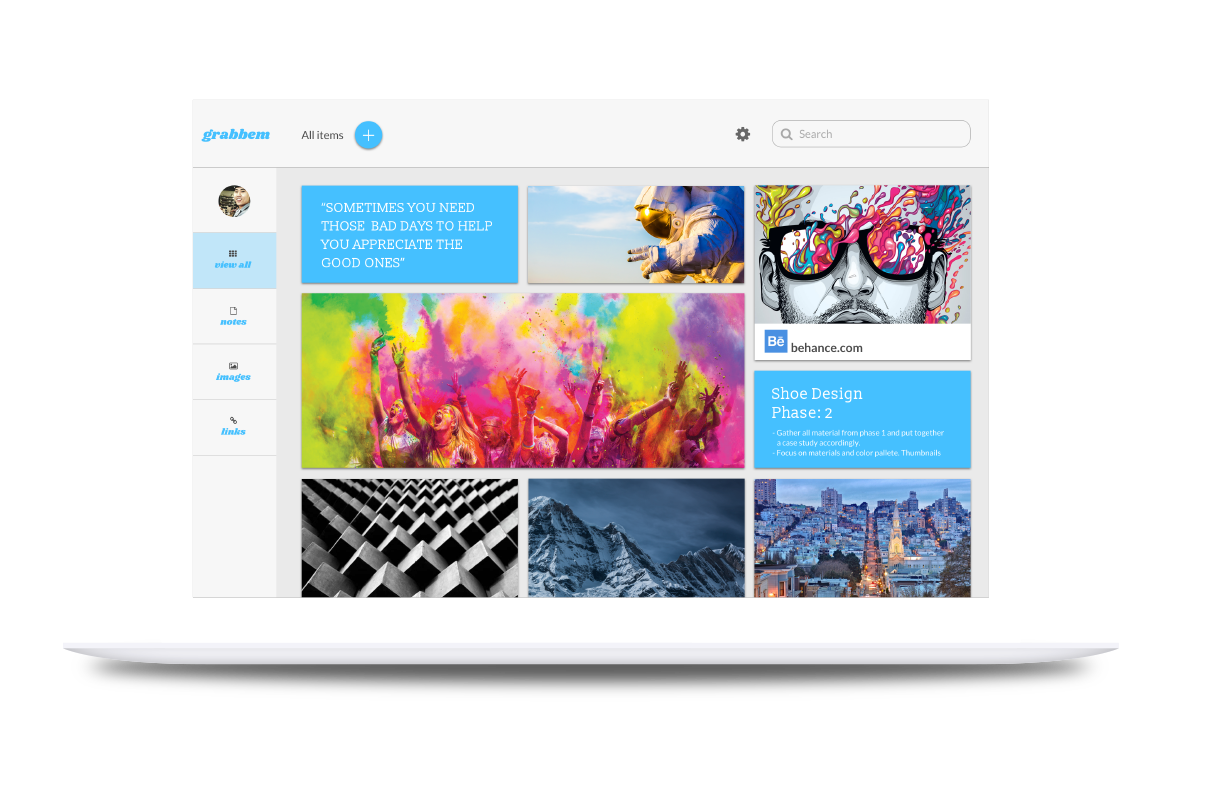 grabbem
All items
Search
view all
notes
images
links
"SOMETIMES YOU NEED
THOSE BAD DAYS TO HELP
YOU APPRECIATE THE
GOOD ONES"
Bē behance.com
Shoe Design
Phase: 2
- Gather all material from phase 1 and put together
a case study accordingly.
- Focus on materials and color pallete. Thumbnails